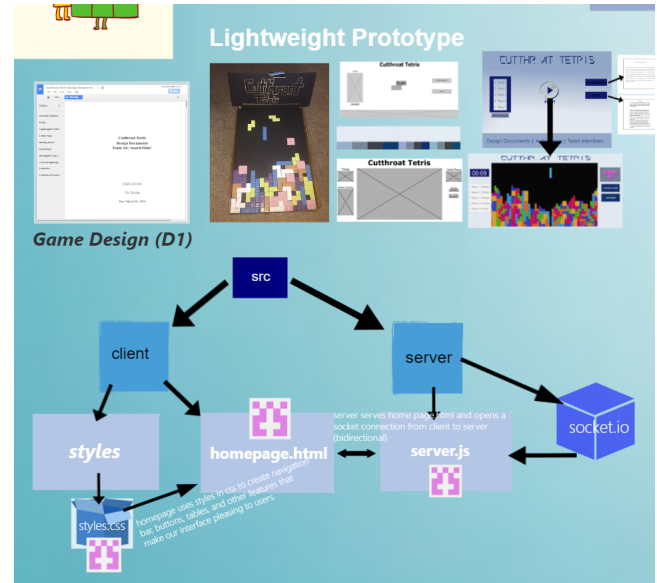 Lightweight Prototype
Cutthroat Tetris
Design Documents
Cutthroat
Tetris
Cutthroat Tetris
Cutthroat Tetris
CUTTHR AT TETRIS
Design Documents
Team Members
CUTTHR AT TETRIS
00:09
Game Design (D1)
src
client
server
styles
homepage.html
server serves home page html and opens a
socket connection from client to server
(bidirectional)
server.js
socket.io
styles.css
homepage uses styles in css to create navigation
bar, buttons, tables, and other features that
make our interface pleasing to users.